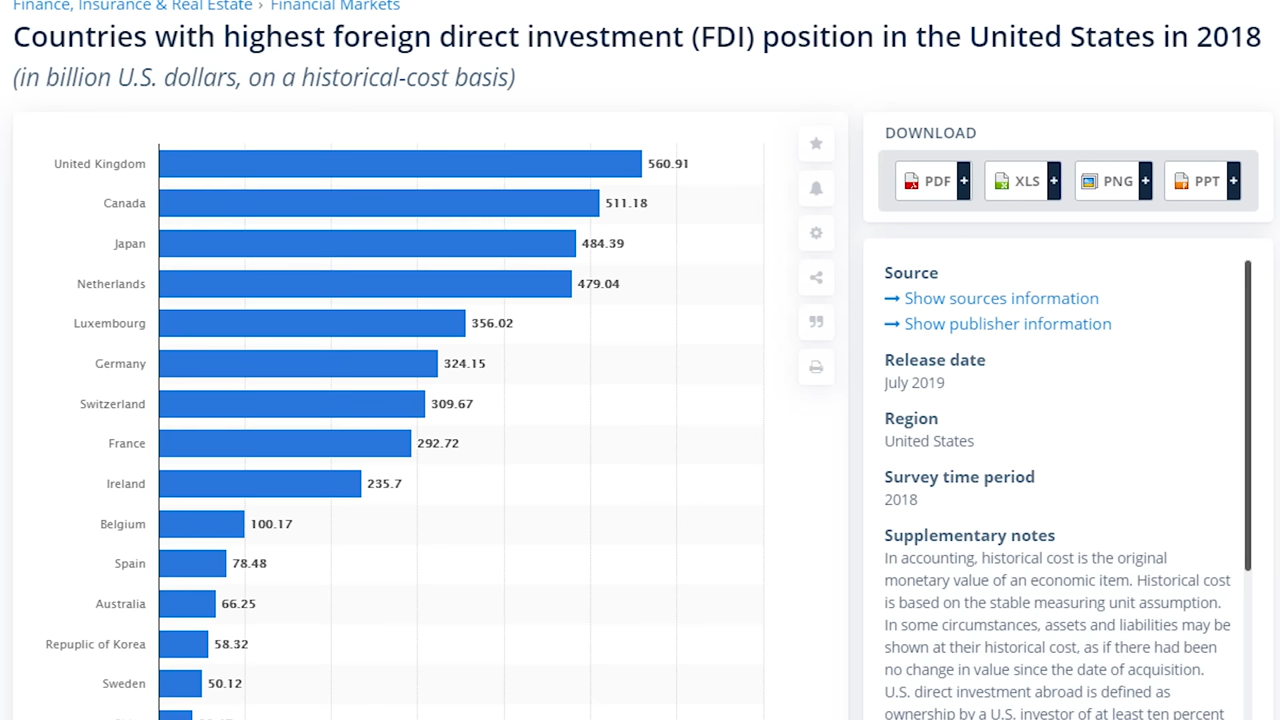 Finance, Insurance & Real Estate › Financial Markets
Countries with highest foreign direct investment (FDI) position in the United States in 2018
(in billion U.S. dollars, on a historical-cost basis)
United Kingdom 560.91
Canada 511.18
Japan 484.39
Netherlands 479.04
Luxembourg 356.02
Germany 324.15
Switzerland 309.67
France 292.72
Ireland 235.7
Belgium 100.17
Spain 78.48
Australia 66.25
Repuplic of Korea 58.32
Sweden 50.12
DOWNLOAD
PDF + XLS + PNG + PPT +
Source
→ Show sources information
→ Show publisher information
Release date
July 2019
Region
United States
Survey time period
2018
Supplementary notes
In accounting, historical cost is the original
monetary value of an economic item. Historical cost
is based on the stable measuring unit assumption.
In some circumstances, assets and liabilities may be
shown at their historical cost, as if there had been
no change in value since the date of acquisition.
U.S. direct investment abroad is defined as
ownership by a U.S. investor of at least ten percent